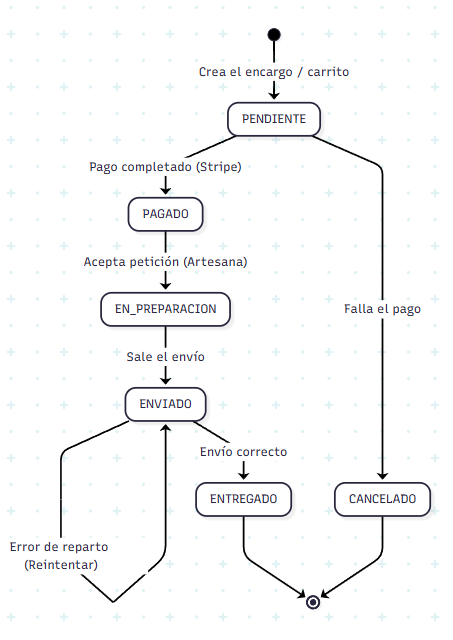 Crea el encargo / carrito
PENDIENTE
Pago completado (Stripe)
PAGADO
Acepta petición (Artesana)
EN_PREPARACION
Falla el pago
Sale el envío
ENVIADO
Envío correcto
ENTREGADO
CANCELADO
Error de reparto
(Reintentar)